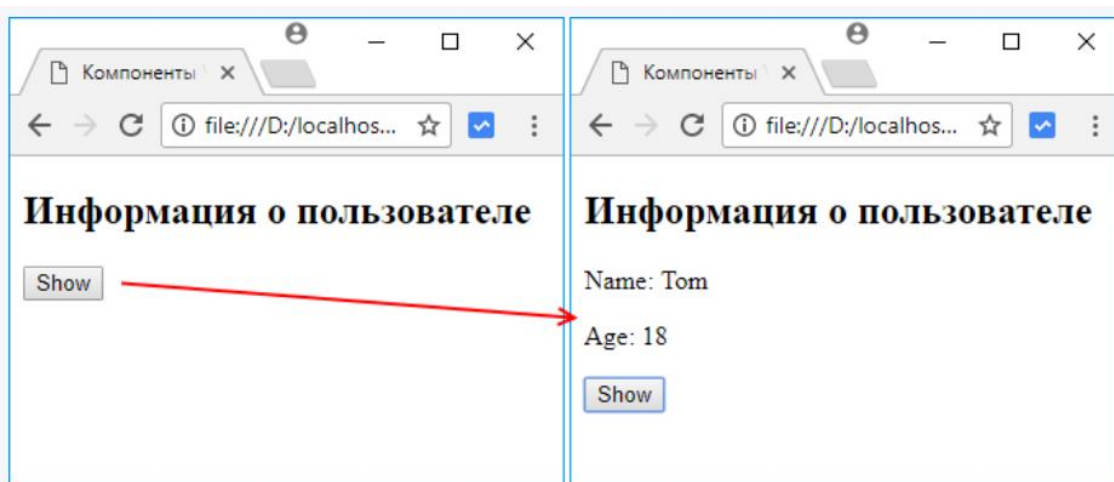 Компоненты
file:///D:/localhos...
Информация о пользователе
Show
Компоненты
file:///D:/localhos...
Информация о пользователе
Name: Tom
Age: 18
Show